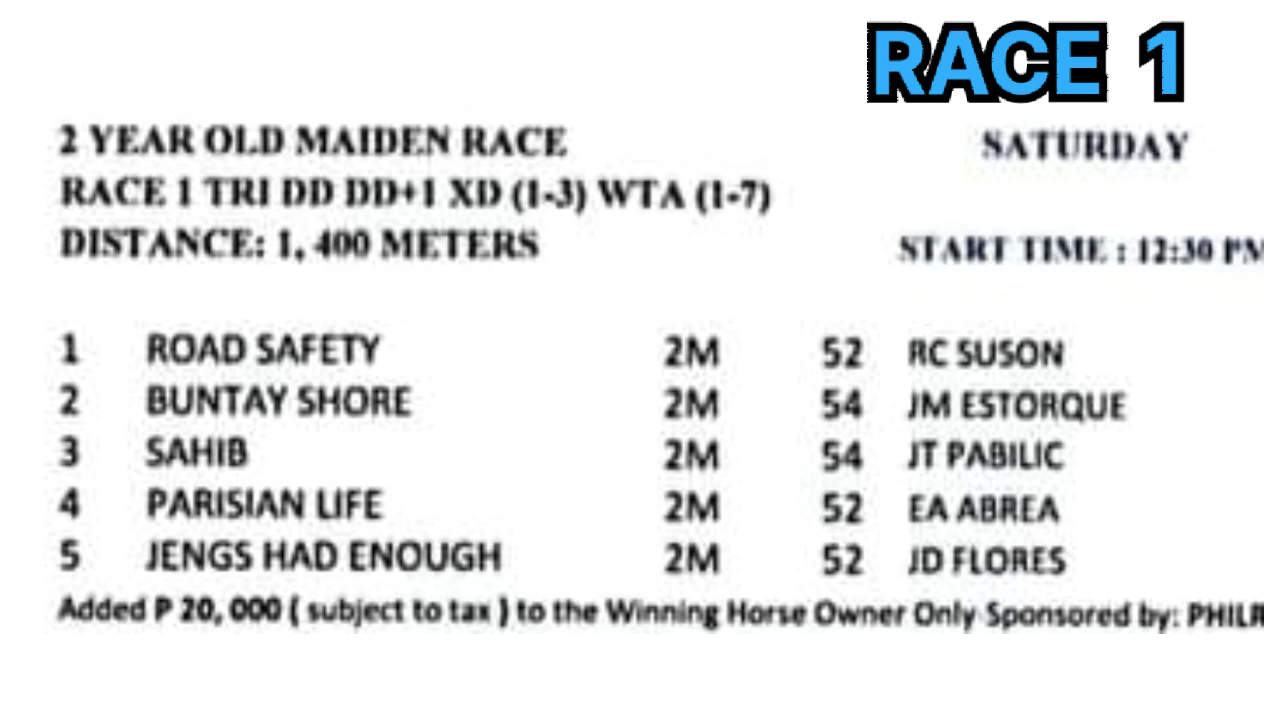 RACE 1
2 YEAR OLD MAIDEN RACE SATURDAY
RACE 1 TRI DD DD+1 XD (1-3) WTA (1-7)
DISTANCE: 1, 400 METERS START TIME : 12:30 PM
1 ROAD SAFETY 2M 52 RC SUSON
2 BUNTAY SHORE 2M 54 JM ESTORQUE
3 SAHIB 2M 54 JT PABILIC
4 PARISIAN LIFE 2M 52 EA ABREA
5 JENGS HAD ENOUGH 2M 52 JD FLORES
Added P 20, 000 ( subject to tax ) to the Winning Horse Owner Only Sponsored by: